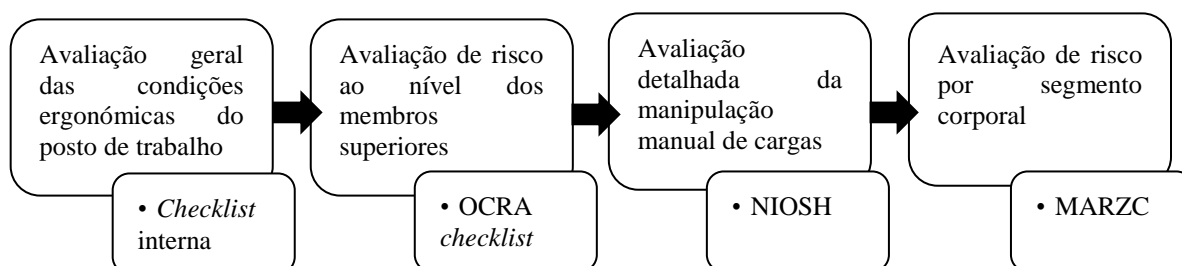 Avaliação geral
das condições
ergonómicas do
posto de trabalho
• Checklist
interna
Avaliação de risco
ao nível dos
membros
superiores
• OCRA
checklist
Avaliação
detalhada da
manipulação
manual de cargas
• NIOSH
Avaliação de risco
por segmento
corporal
• MARZC